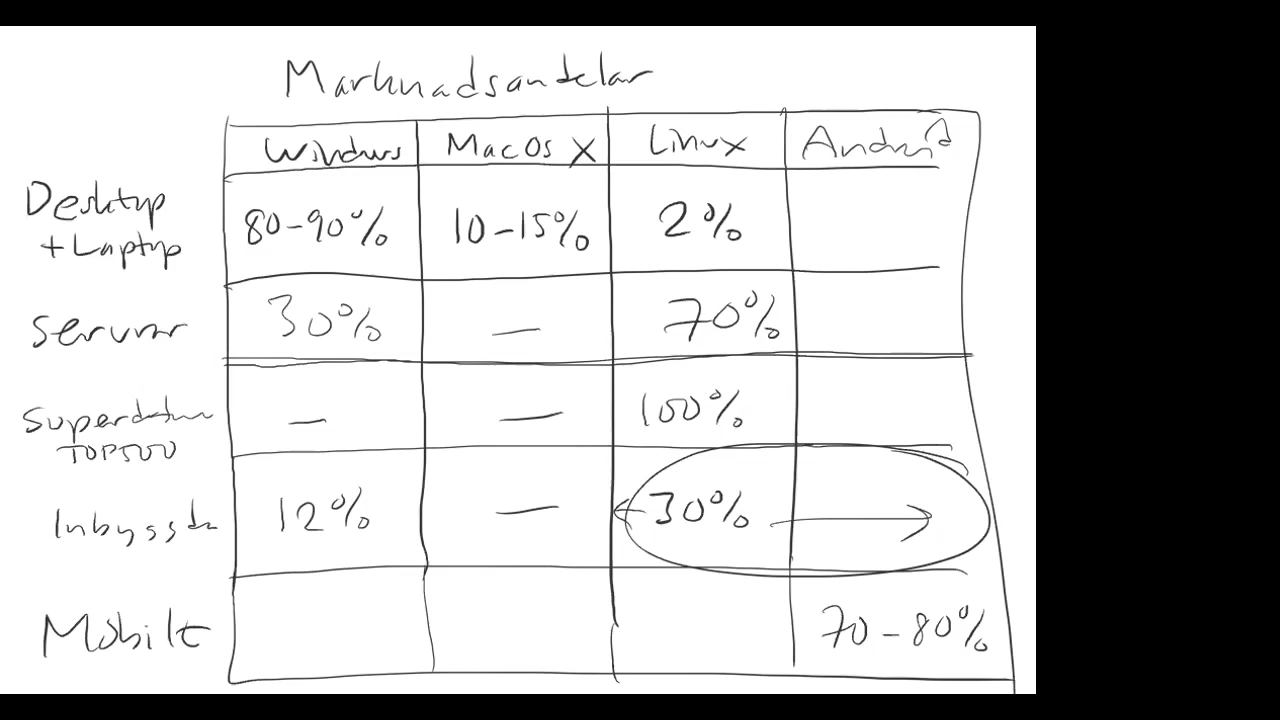 Marknadsandelar
Windows MacOS X Linux Android
Desktop
+ Laptop
80-90% 10-15% 2%
Servrar 30% — 70%
Superdatorer
TOP500
— — 100%
Inbyggda 12% — 30%
Mobilt 70-80%